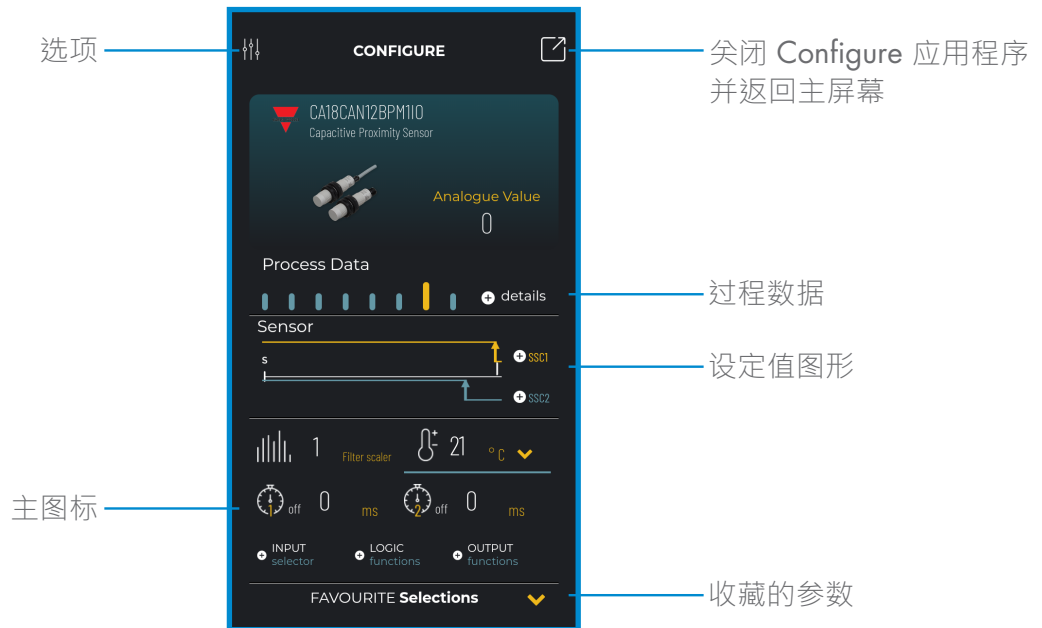 选项
CONFIGURE
关闭 Configure 应用程序
并返回主屏幕
CA18CAN12BPM1IO
Capacitive Proximity Sensor
Analogue Value
0
Process Data
details
过程数据
Sensor
S
SSC1
设定值图形
SSC2
1 Filter scaler
21 °C
主图标
1 off 0 ms
2 off 0 ms
INPUT
selector
LOGIC
functions
OUTPUT
functions
FAVOURITE Selections
收藏的参数